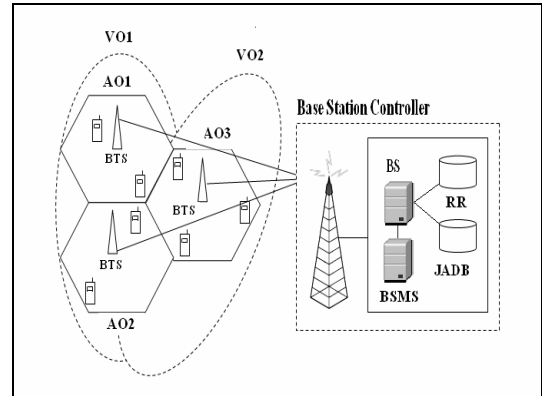 VO1
VO2
AO1
AO3
BTS
BTS
BTS
AO2
Base Station Controller
BS
RR
JADB
BSMS